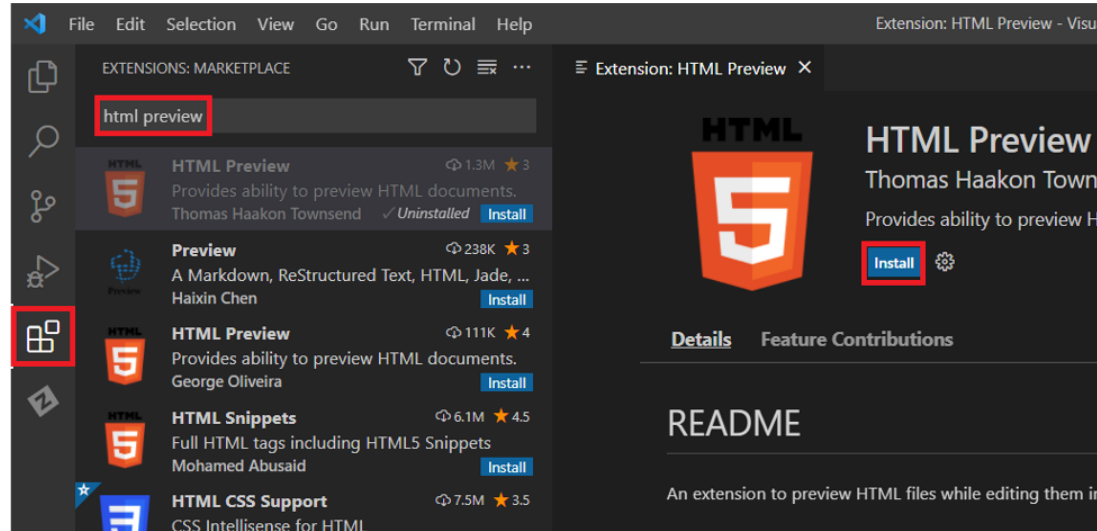 File Edit Selection View Go Run Terminal Help
Extension: HTML Preview - Visu
EXTENSIONS: MARKETPLACE
html preview
HTML Preview 1.3M ★ 3
Provides ability to preview HTML documents.
Thomas Haakon Townsend ✓Uninstalled Install
Preview 238K ★ 3
A Markdown, ReStructured Text, HTML, Jade, ...
Haixin Chen Install
HTML Preview 111K ★ 4
Provides ability to preview HTML documents.
George Oliveira Install
HTML Snippets 6.1M ★ 4.5
Full HTML tags including HTML5 Snippets
Mohamed Abusaid Install
HTML CSS Support 7.5M ★ 3.5
CSS Intellisense for HTML
Extension: HTML Preview
HTML
5
HTML Preview
Thomas Haakon Town
Provides ability to preview H
Install
Details Feature Contributions
README
An extension to preview HTML files while editing them i